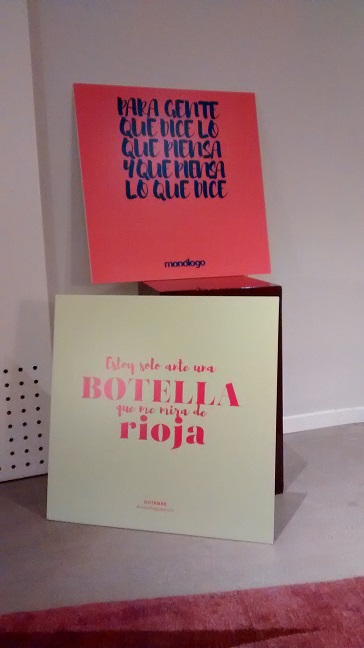 PARA GENTE
QUE DICE LO
QUE PIENSA
Y QUE PIENSA
LO QUE DICE
monólogo
Estoy solo ante una
BOTELLA
que me mira de
rioja